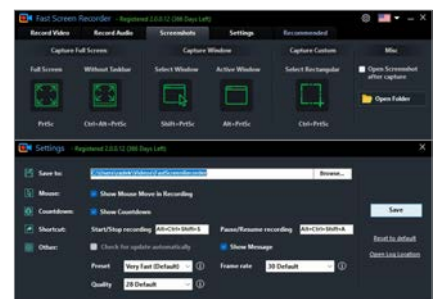 Fast Screen Recorder - Registered 2.0.0.12 (366 Days Left)
Record Video Record Audio Screenshots Settings Recommended
Capture Full Screen Capture Window Capture Custom Misc
Full Screen Without Taskbar Select Window Active Window Select Rectangular Open Screenshot
after capture
Open Folder
PrtSc Ctrl+Alt+PrtSc Shift+PrtSc Alt+PrtSc Ctrl+PrtSc
Settings - Registered 2.0.0.12 (366 Days Left)
Save to: Browse...
Mouse: Show Mouse Move in Recording
Countdown: Show Countdown Save
Shortcut: Start/Stop recording Alt+Ctrl+Shift+S Pause/Resume recording Alt+Ctrl+Shift+A
Other: Check for update automatically Show Message Reset to default
Open Log Location
Preset Very Fast (Default) Frame rate 30 Default
Quality 28 Default